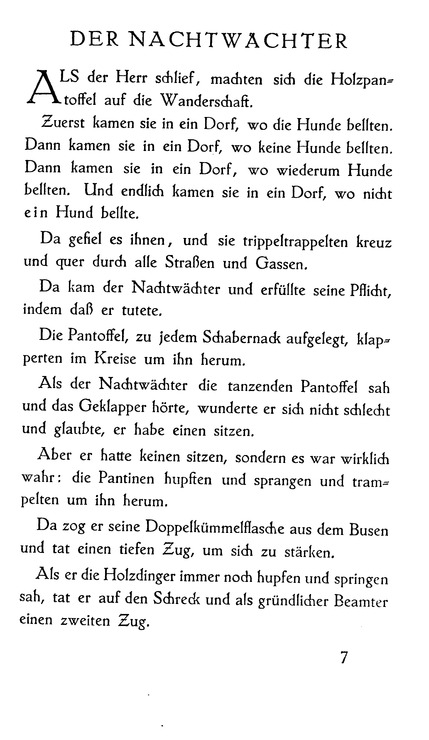 DER NACHTWACHTER
ALS der Herr schlief, machten sich die Holzpan=
toffel auf die Wanderschaft.
Zuerst kamen sie in ein Dorf, wo die Hunde bellten.
Dann kamen sie in ein Dorf, wo keine Hunde bellten.
Dann kamen sie in ein Dorf, wo wiederum Hunde
bellten. Und endlich kamen sie in ein Dorf, wo nicht
ein Hund bellte.
Da gefiel es ihnen, und sie trippeltrappelten kreuz
und quer durch alle Straßen und Gassen.
Da kam der Nachtwächter und erfüllte seine Pflicht,
indem daß er tutete.
Die Pantoffel, zu jedem Schabernack aufgelegt, klap=
perten im Kreise um ihn herum.
Als der Nachtwächter die tanzenden Pantoffel sah
und das Geklapper hörte, wunderte er sich nicht schlecht
und glaubte, er habe einen sitzen.
Aber er hatte keinen sitzen, sondern es war wirklich
wahr: die Pantinen hupften und sprangen und tram=
pelten um ihn herum.
Da zog er seine Doppelkümmelflasche aus dem Busen
und tat einen tiefen Zug, um sich zu stärken.
Als er die Holzdinger immer noch hupfen und springen
sah, tat er auf den Schreck und als gründlicher Beamter
einen zweiten Zug.
7